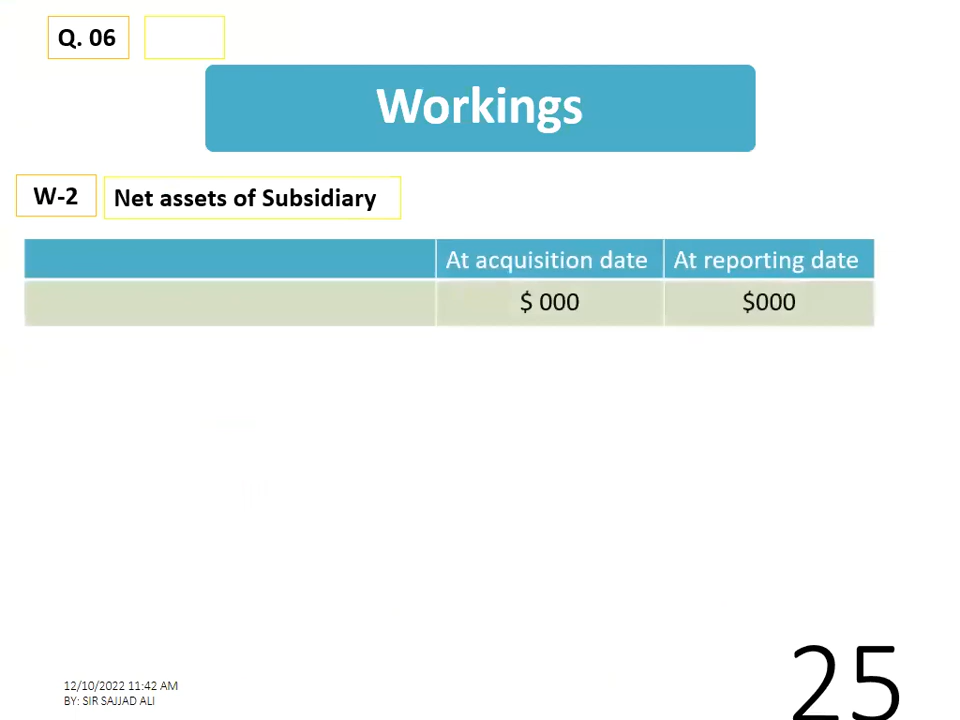 Q. 06
Workings
W-2
Net assets of Subsidiary
At acquisition date At reporting date
$ 000 $000
12/10/2022 11:42 AM
BY: SIR SAJJAD ALI
25